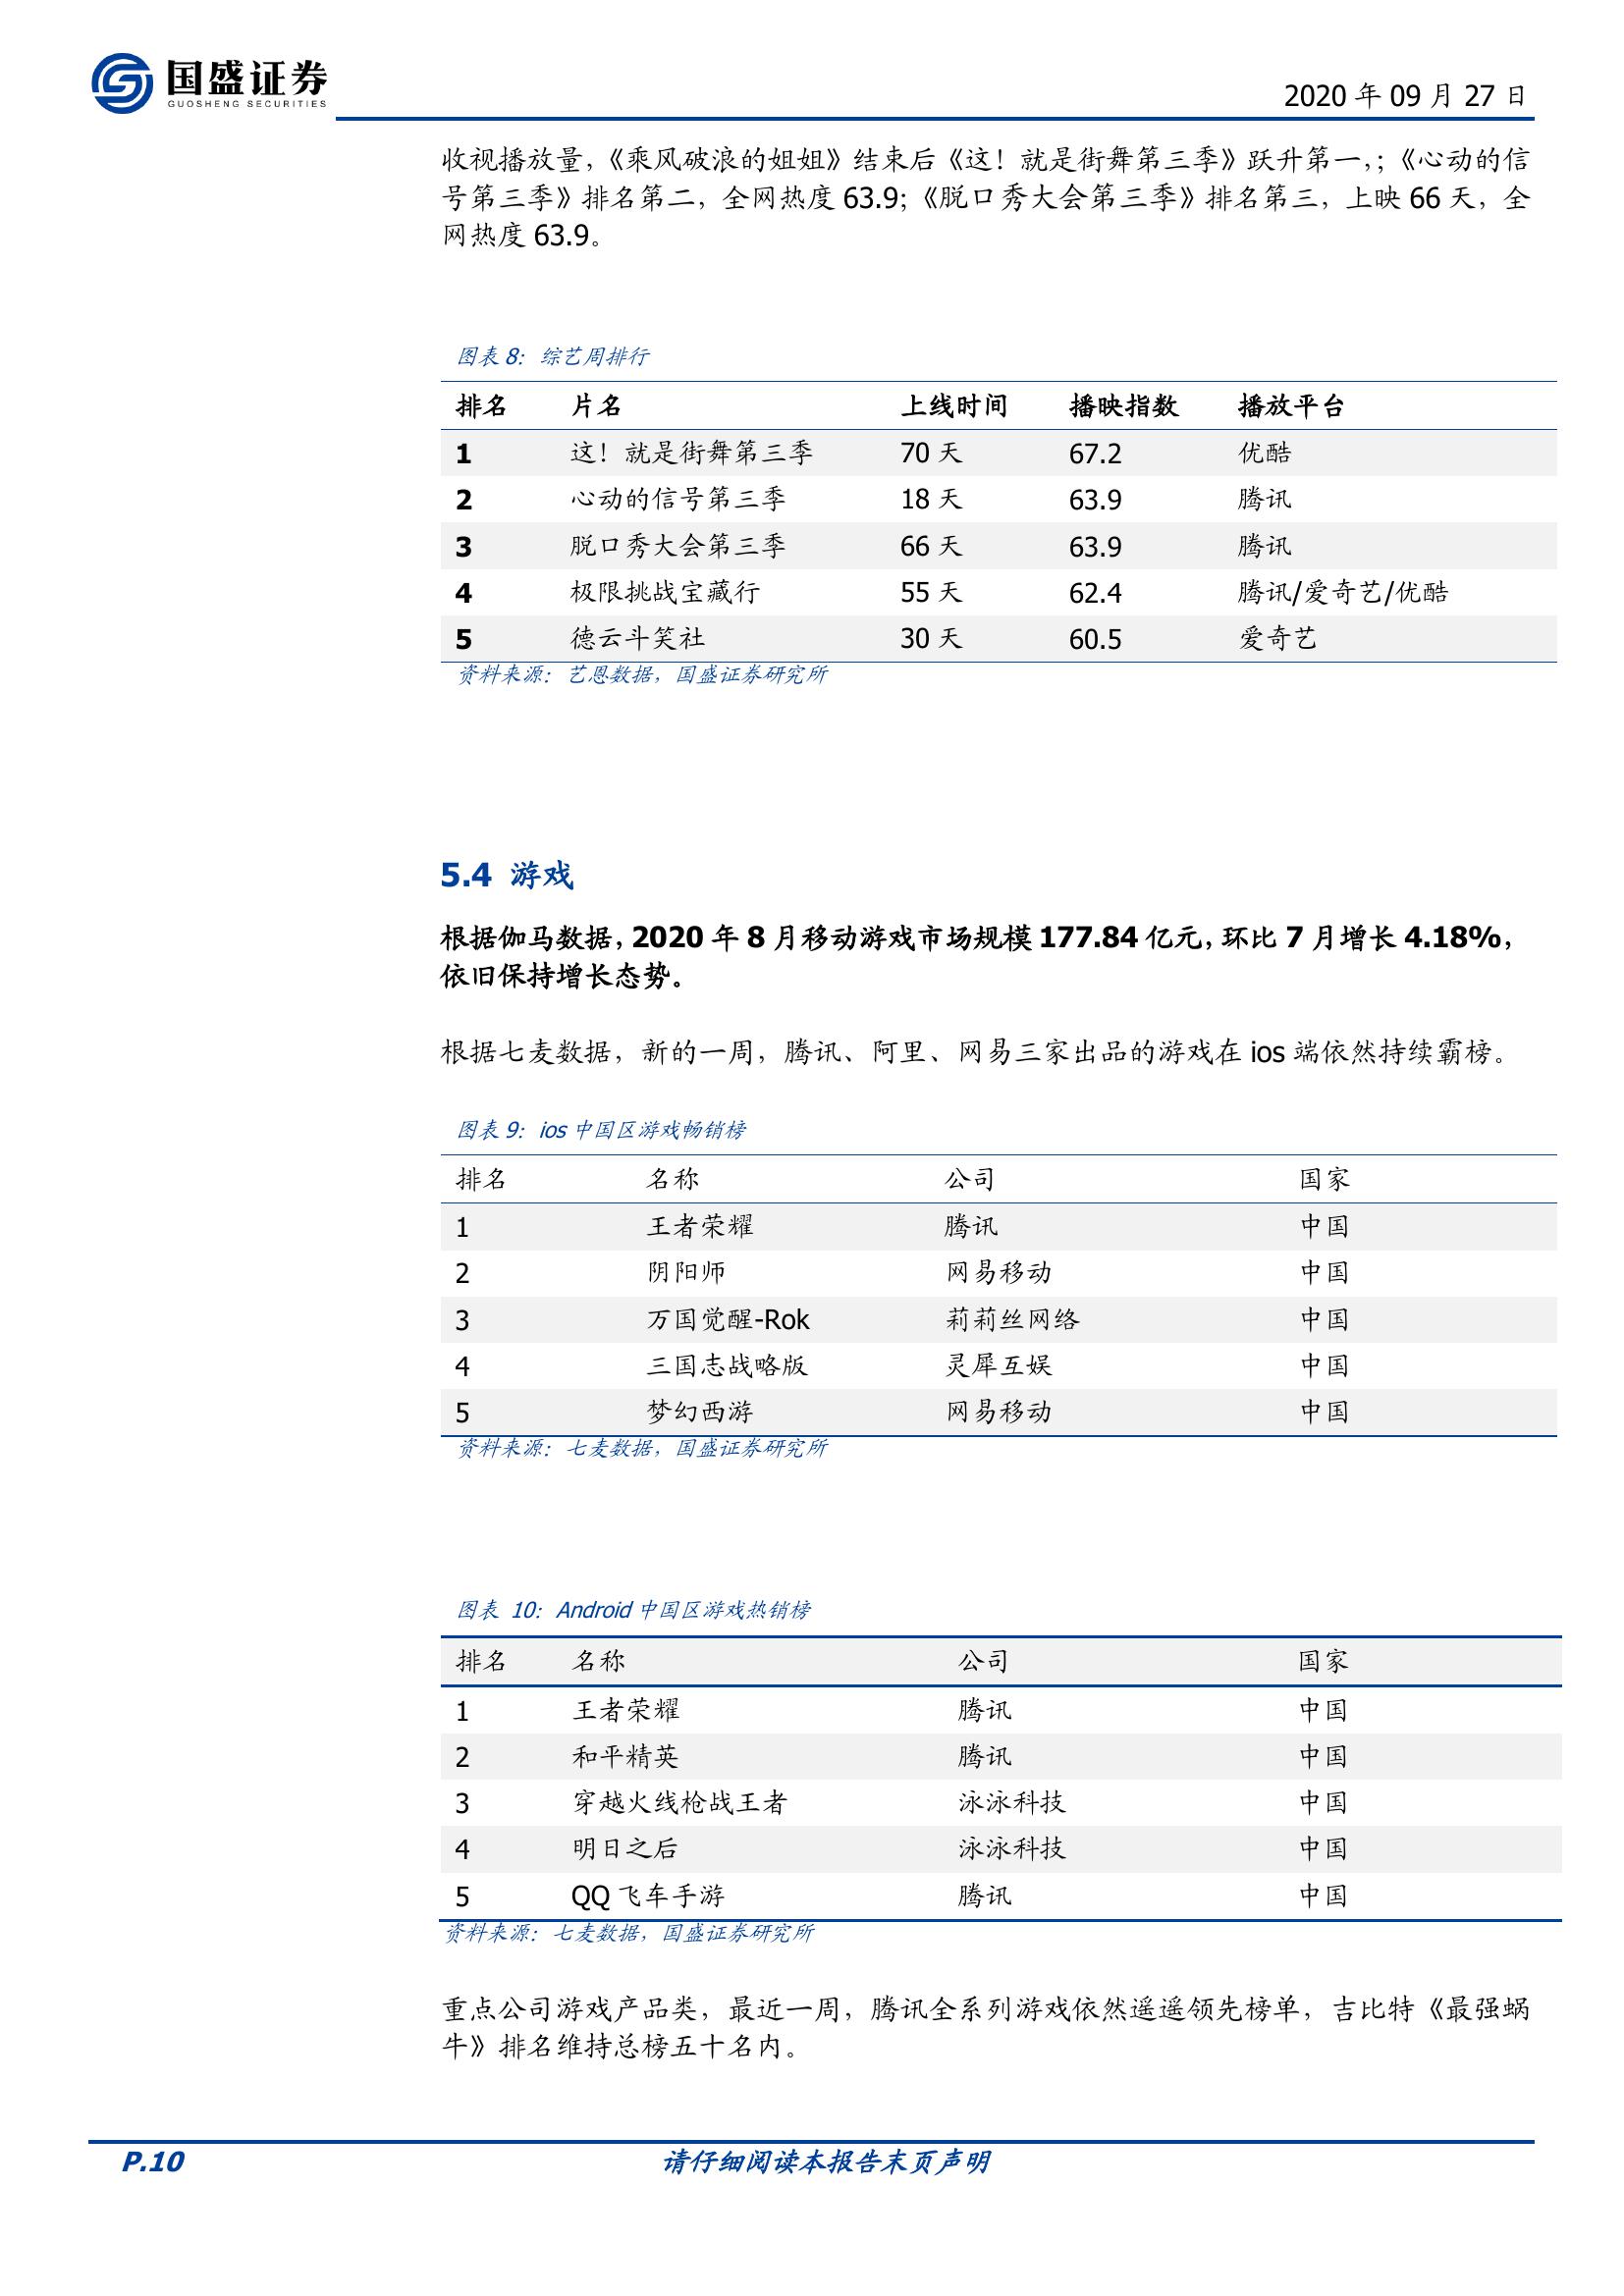 国盛证券
GUOSHENG SECURITIES
2020 年 09 月 27 日
收视播放量，《乘风破浪的姐姐》结束后《这！就是街舞第三季》跃升第一，；《心动的信
号第三季》排名第二，全网热度 63.9；《脱口秀大会第三季》排名第三，上映 66 天，全
网热度 63.9。
图表 8：综艺周排行
排名 片名 上线时间 播映指数 播放平台
1 这！就是街舞第三季 70 天 67.2 优酷
2 心动的信号第三季 18 天 63.9 腾讯
3 脱口秀大会第三季 66 天 63.9 腾讯
4 极限挑战宝藏行 55 天 62.4 腾讯/爱奇艺/优酷
5 德云斗笑社 30 天 60.5 爱奇艺
资料来源：艺恩数据，国盛证券研究所
5.4 游戏
根据伽马数据，2020 年 8 月移动游戏市场规模 177.84 亿元，环比 7 月增长 4.18%，
依旧保持增长态势。
根据七麦数据，新的一周，腾讯、阿里、网易三家出品的游戏在 ios 端依然持续霸榜。
图表 9：ios 中国区游戏畅销榜
排名 名称 公司 国家
1 王者荣耀 腾讯 中国
2 阴阳师 网易移动 中国
3 万国觉醒-Rok 莉莉丝网络 中国
4 三国志战略版 灵犀互娱 中国
5 梦幻西游 网易移动 中国
资料来源：七麦数据，国盛证券研究所
图表 10：Android 中国区游戏热销榜
排名 名称 公司 国家
1 王者荣耀 腾讯 中国
2 和平精英 腾讯 中国
3 穿越火线枪战王者 泳泳科技 中国
4 明日之后 泳泳科技 中国
5 QQ 飞车手游 腾讯 中国
资料来源：七麦数据，国盛证券研究所
重点公司游戏产品类，最近一周，腾讯全系列游戏依然遥遥领先榜单，吉比特《最强蜗
牛》排名维持总榜五十名内。
P.10 请仔细阅读本报告末页声明